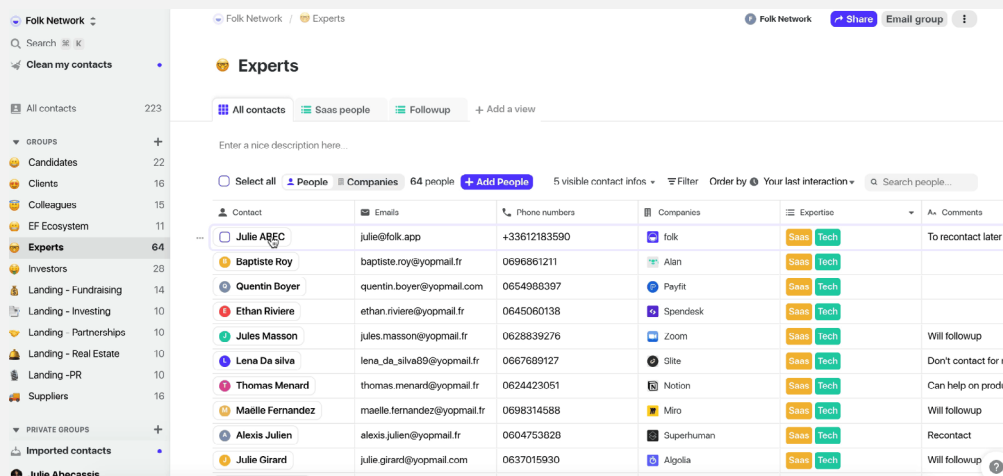 Folk Network
Search ⌘ K
Clean my contacts
All contacts 223
GROUPS +
Candidates 22
Clients 16
Colleagues 15
EF Ecosystem 11
Experts 64
Investors 28
Landing - Fundraising 14
Landing - Investing 10
Landing - Partnerships 10
Landing - Real Estate 10
Landing -PR 10
Suppliers 16
PRIVATE GROUPS +
Imported contacts
Julie Abecassis
Folk Network / Experts
F Folk Network Share Email group
Experts
All contacts Saas people Followup + Add a view
Enter a nice description here...
Select all People Companies 64 people + Add People 5 visible contact infos Filter Order by Your last interaction Search people...
Contact Emails Phone numbers Companies Expertise Aₐ Comments
Julie ABEC julie@folk.app +33612183590 folk Saas Tech To recontact later
B Baptiste Roy baptiste.roy@yopmail.fr 0696861211 Alan Saas Tech
Q Quentin Boyer quentin.boyer@yopmail.com 0654988397 Payfit Saas Tech
E Ethan Riviere ethan.riviere@yopmail.fr 0645060138 Spendesk Saas Tech
J Jules Masson jules.masson@yopmail.fr 0628839276 Zoom Saas Tech Will followup
L Lena Da silva lena_da_silva89@yopmail.fr 0667689127 Slite Saas Tech Don't contact for
T Thomas Menard thomas.menard@yopmail.fr 0624423051 Notion Saas Tech Can help on prod
M Maëlle Fernandez maelle.fernandez@yopmail.fr 0698314588 Miro Saas Tech Will followup
A Alexis Julien alexis.julien@yopmail.fr 0604753828 Superhuman Saas Tech Recontact
J Julie Girard julie.girard@yopmail.fr 0637015930 Algolia Saas Tech Will followup
?